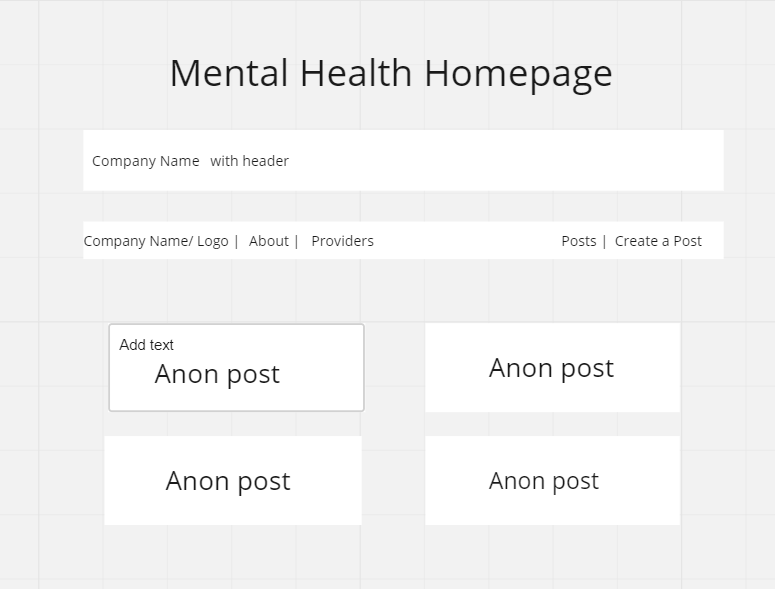 Mental Health Homepage
Company Name with header
Company Name/ Logo | About | Providers Posts | Create a Post
Add text
Anon post
Anon post
Anon post
Anon post